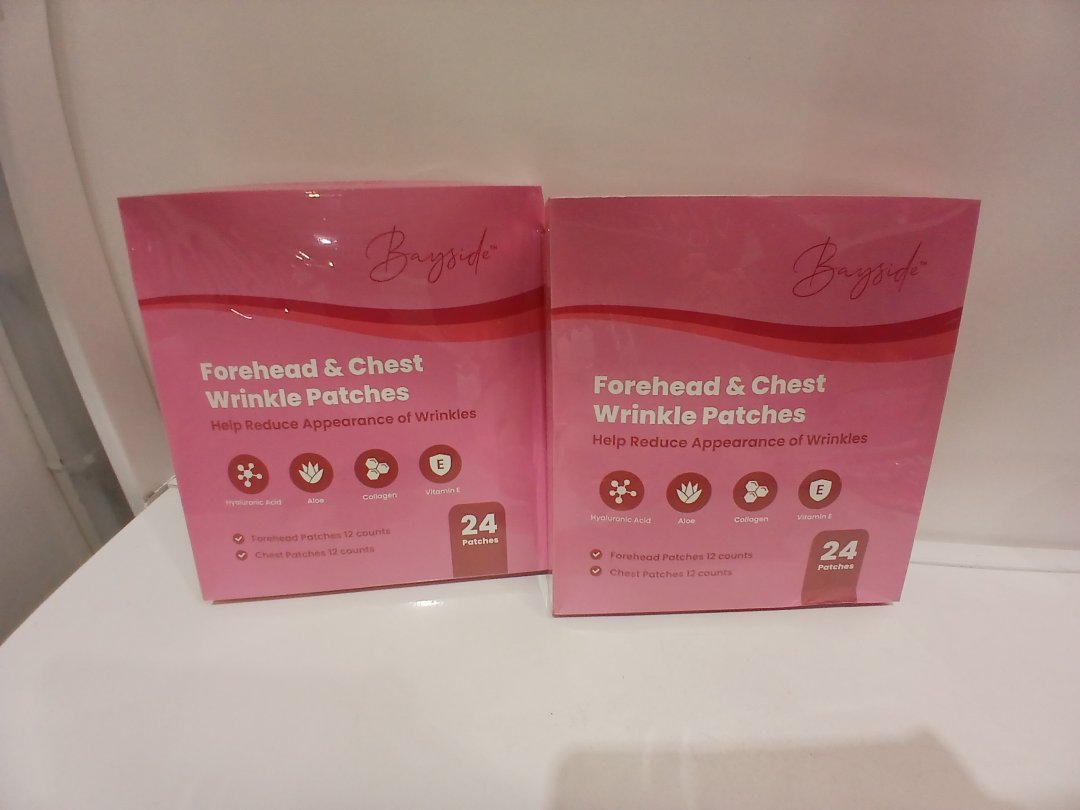 Bayside™
Forehead & Chest
Wrinkle Patches
Help Reduce Appearance of Wrinkles
E
Hyaluronic Acid
Aloe
Collagen
Vitamin E
Forehead Patches 12 counts
Chest Patches 12 counts
24
Patches
Bayside™
Forehead & Chest
Wrinkle Patches
Help Reduce Appearance of Wrinkles
E
Hyaluronic Acid
Aloe
Collagen
Vitamin E
Forehead Patches 12 counts
Chest Patches 12 counts
24
Patches